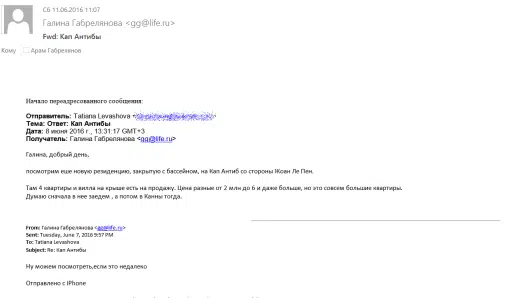 Сб 11.06.2016 11:07
Галина Габрелянова <gg@life.ru>
Fwd: Кап Антибы
Кому Арам Габрелянов
Начало переадресованного сообщения:
Отправитель: Tatiana Levashova
Тема: Ответ: Кап Антибы
Дата: 8 июня 2016 г., 13:31:17 GMT+3
Получатель: Галина Габрелянова <gg@life.ru>
Галина, добрый день,
посмотрим еще новую резиденцию, закрытую с бассейном, на Кап Антиб со стороны Жоан Ле Пен.
Там 4 квартиры и вилла на крыше есть на продажу. Цена разные от 2 млн до 6 и даже больше, но это совсем большие квартиры.
Думаю сначала в нее заедем , а потом в Канны тогда.
From: Галина Габрелянова <gg@life.ru>
Sent: Tuesday, June 7, 2016 9:57 PM
To: Tatiana Levashova
Subject: Re: Кап Антибы
Ну можем посмотреть,если это недалеко
Отправлено с iPhone